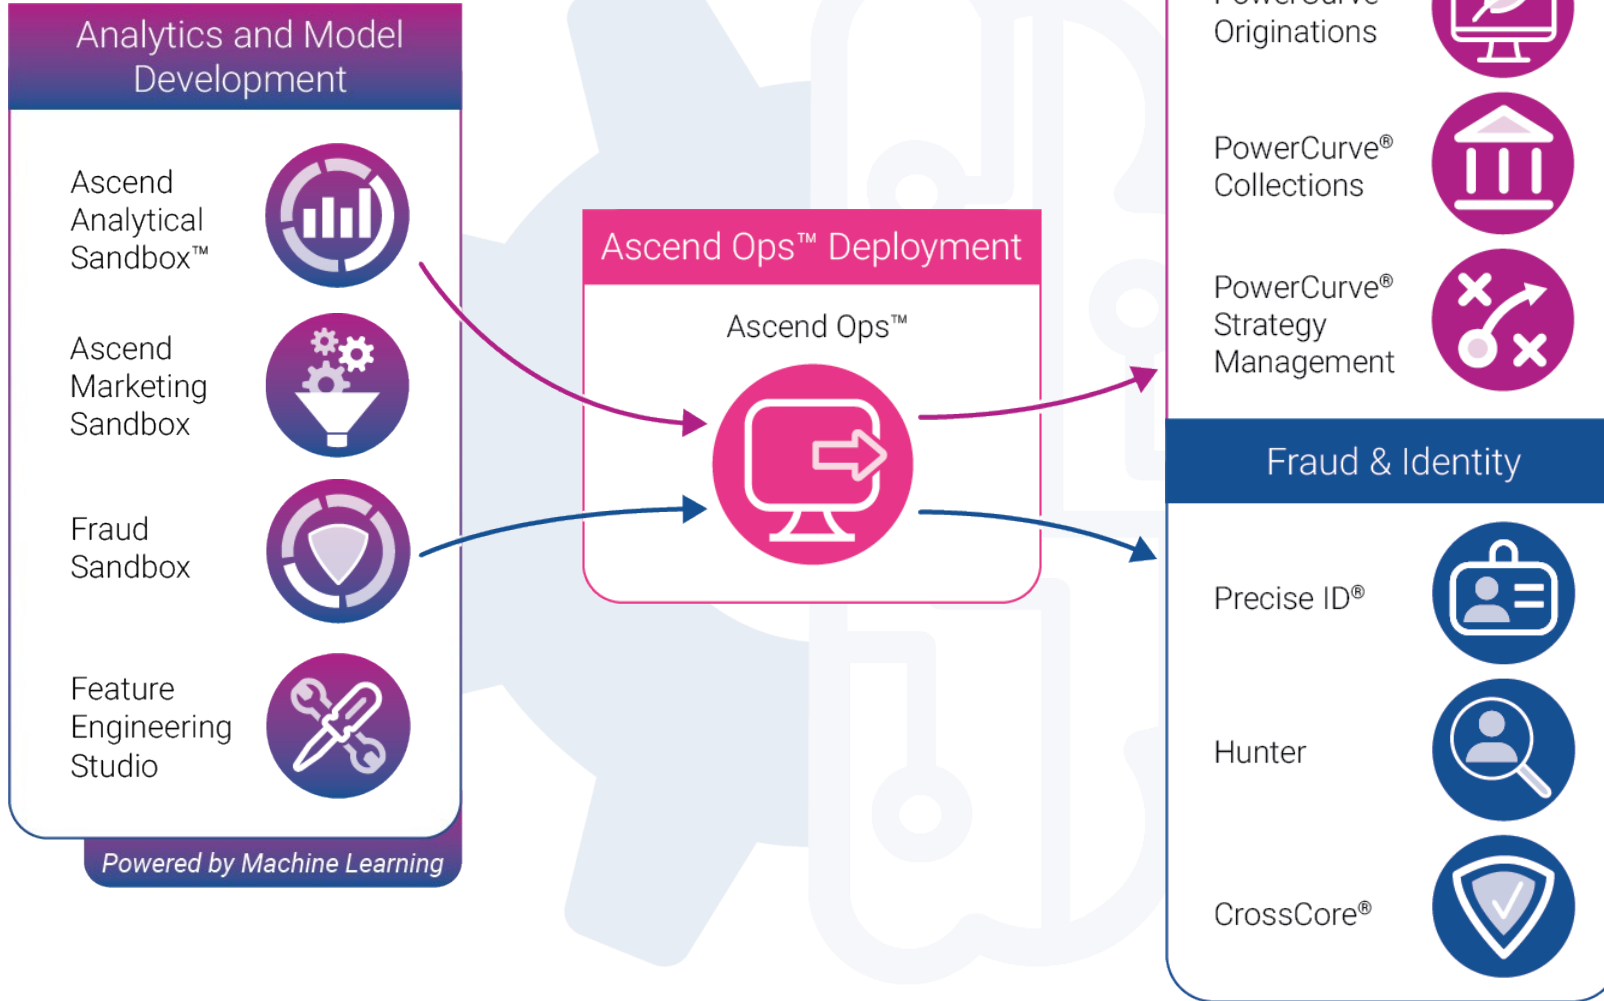 Analytics and Model
Development
Ascend
Analytical
Sandbox™
Ascend
Marketing
Sandbox
Fraud
Sandbox
Feature
Engineering
Studio
Powered by Machine Learning
Ascend Ops™ Deployment
Ascend Ops™
PowerCurve
Originations
PowerCurve®
Collections
PowerCurve®
Strategy
Management
Fraud & Identity
Precise ID®
Hunter
CrossCore®